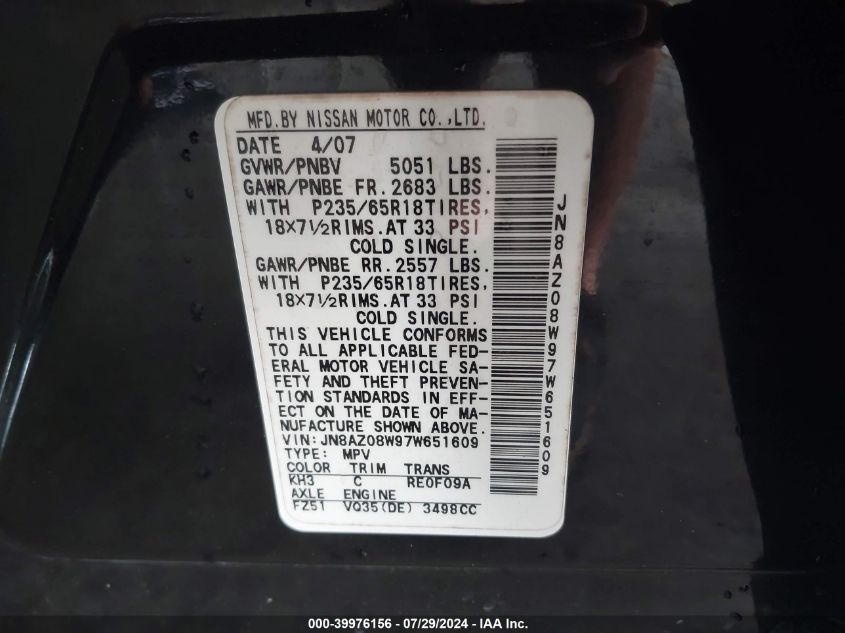 MFD.BY NISSAN MOTOR CO.,LTD.
DATE 4/07
GVWR/PNBV 5051 LBS.
GAWR/PNBE FR. 2683 LBS.
WITH P235/65R18TIRES,
18×7½RIMS.AT 33 PSI
COLD SINGLE.
GAWR/PNBE RR. 2557 LBS.
WITH P235/65R18TIRES,
18×7½RIMS.AT 33 PSI
COLD SINGLE.
THIS VEHICLE CONFORMS
TO ALL APPLICABLE FED-
ERAL MOTOR VEHICLE SA-
FETY AND THEFT PREVEN-
TION STANDARDS IN EFF-
ECT ON THE DATE OF MA-
NUFACTURE SHOWN ABOVE.
VIN:JN8AZ08W97W651609
TYPE: MPV
COLOR TRIM TRANS
KH3 C RE0F09A
AXLE ENGINE
FZ51 VQ35(DE) 3498CC
JN8AZ08W97W651609
000-39976156 - 07/29/2024 - IAA Inc.